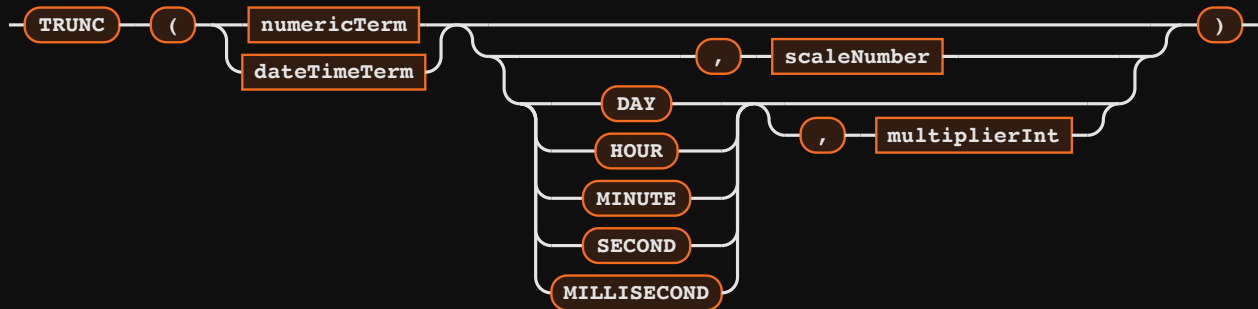 TRUNC ( numericTerm )
dateTimeTerm , scaleNumber
DAY
HOUR , multiplierInt
MINUTE
SECOND
MILLISECOND